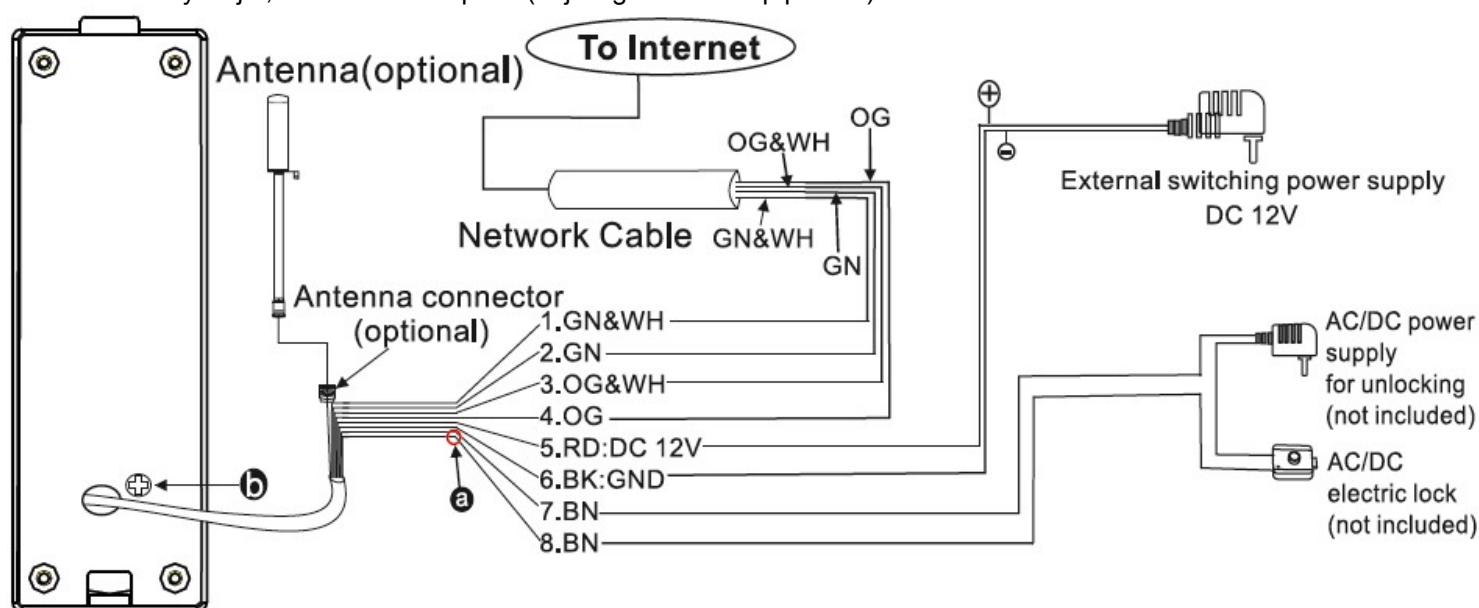 To Internet
Antenna(optional)
OG
OG&WH
External switching power supply
DC 12V
Network Cable
GN&WH
GN
Antenna connector
(optional)
1.GN&WH
2.GN
3.OG&WH
4.OG
5.RD:DC 12V
6.BK:GND
7.BN
8.BN
AC/DC power
supply
for unlocking
(not included)
AC/DC
electric lock
(not included)
b
a